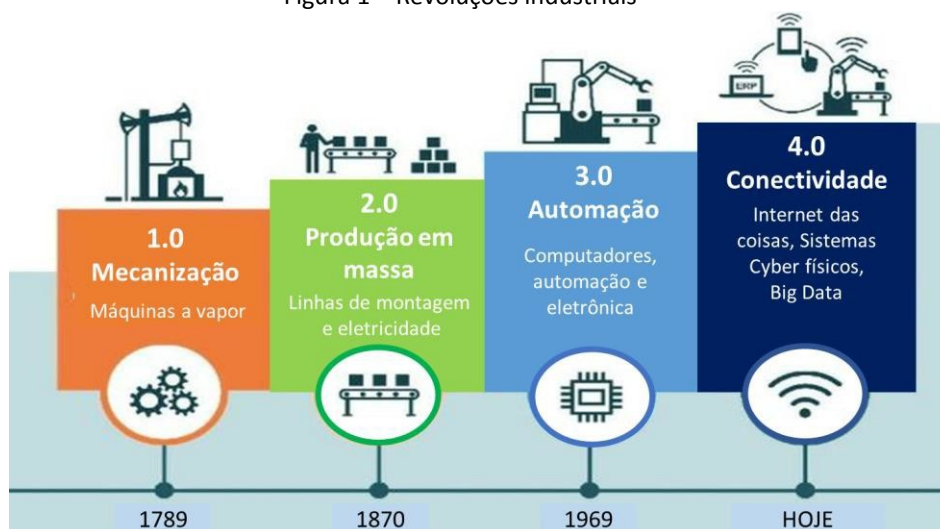 Figura 1 – Revoluções Industriais
ERP
1.0
Mecanização
Máquinas a vapor
2.0
Produção em
massa
Linhas de montagem
e eletricidade
3.0
Automação
Computadores,
automação e
eletrônica
4.0
Conectividade
Internet das
coisas, Sistemas
Cyber físicos,
Big Data
1789
1870
1969
HOJE